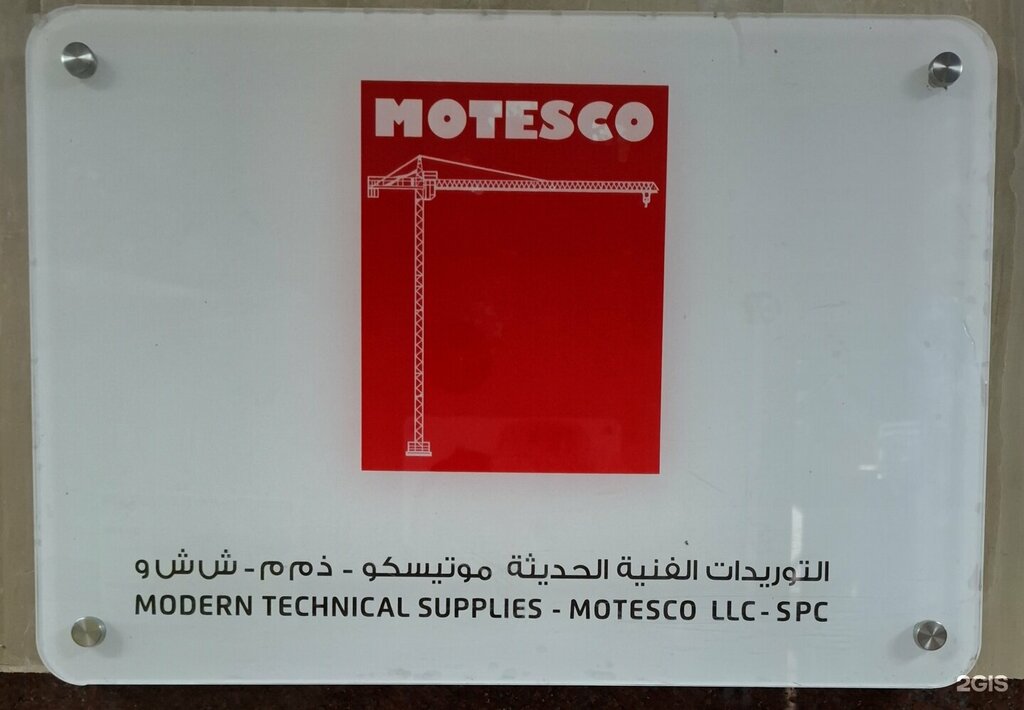 MOTESCO
التوريدات الفنية الحديثة موتيسكو - ذ م م - ش ش و
MODERN TECHNICAL SUPPLIES - MOTESCO LLC - SPC
2GIS